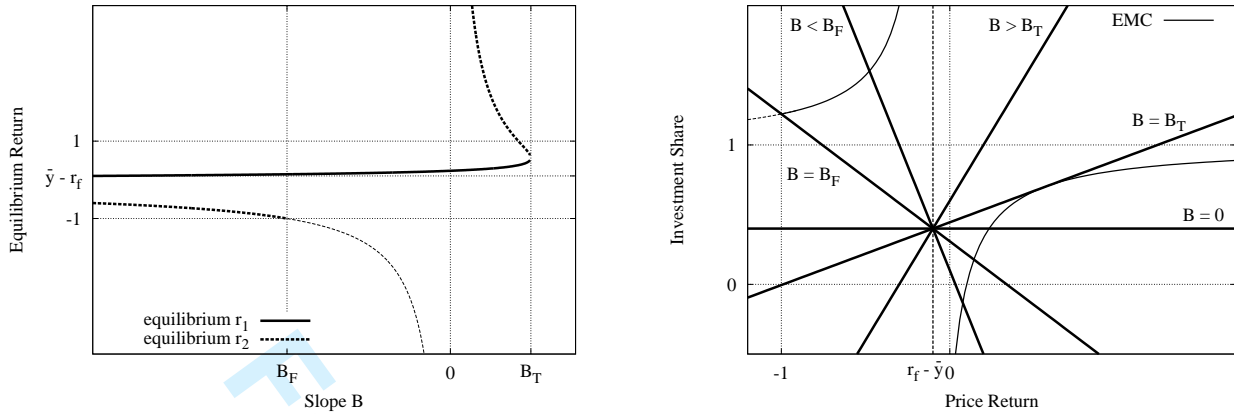 Equilibrium Return
1
ȳ - r_f
-1
equilibrium r_1
equilibrium r_2
B_F
0
B_T
Slope B
F
Investment Share
1
0
B < B_F
B > B_T
EMC
B = B_T
B = B_F
B = 0
-1
r_f - ȳ
0
Price Return